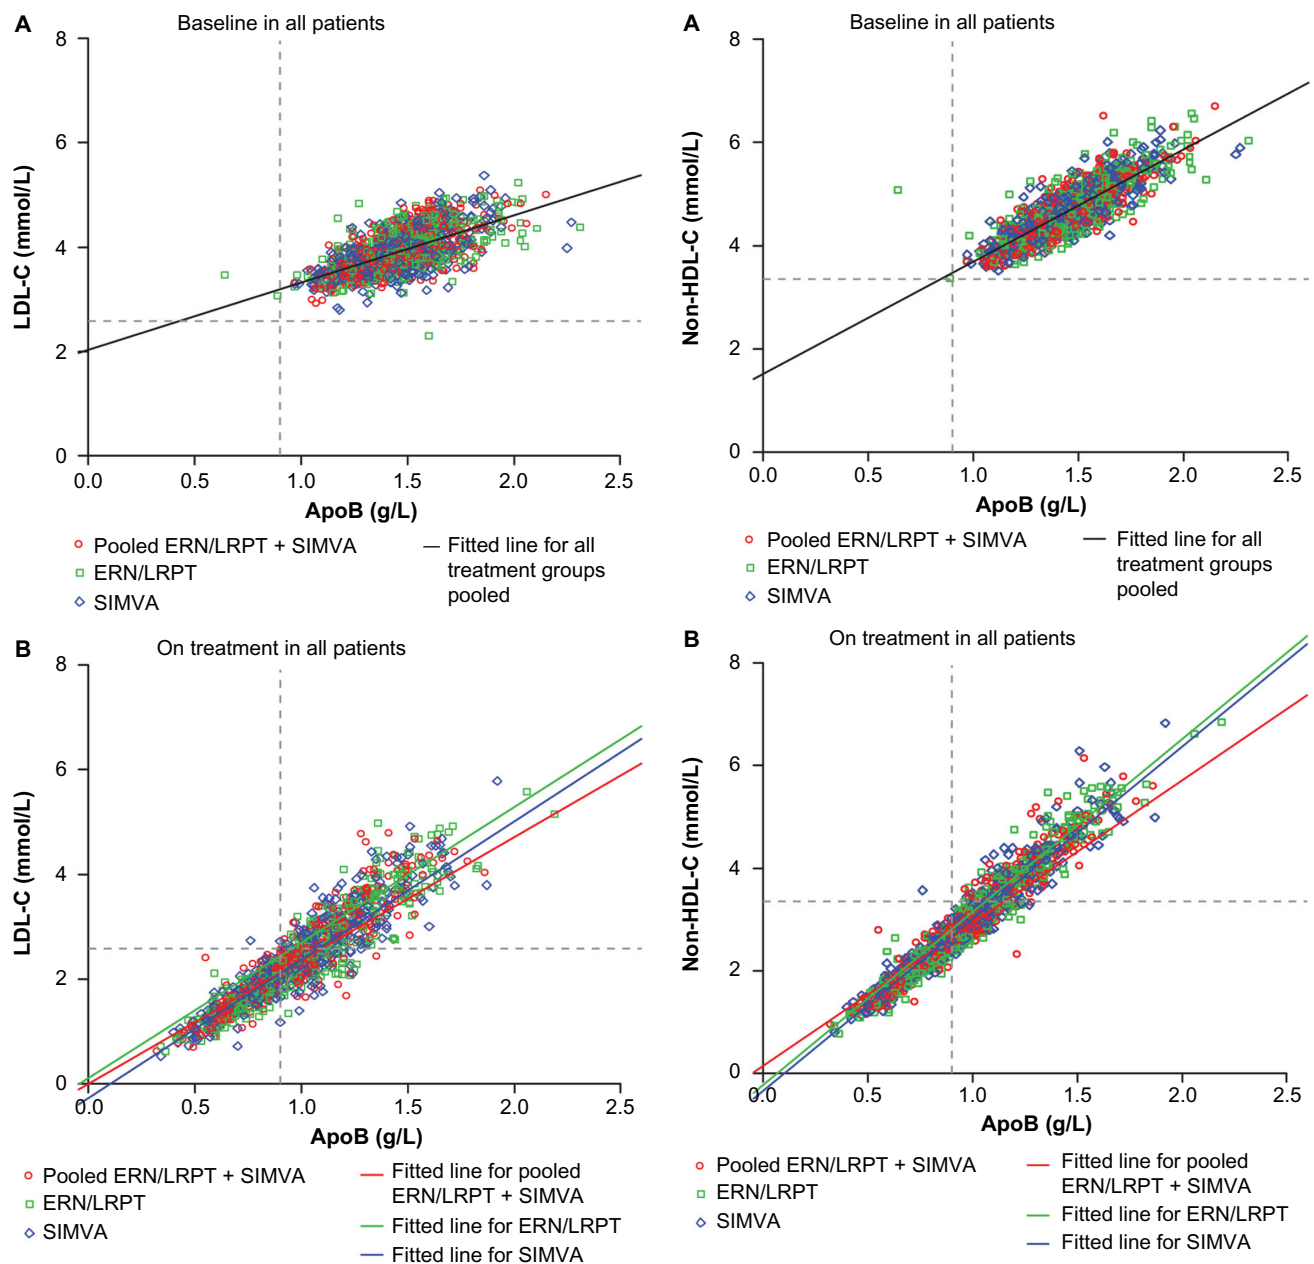 A
Baseline in all patients
LDL-C (mmol/L)
8
6
4
2
0
0.0 0.5 1.0 1.5 2.0 2.5
ApoB (g/L)
Pooled ERN/LRPT + SIMVA
ERN/LRPT
SIMVA
Fitted line for all
treatment groups
pooled
A
Baseline in all patients
Non-HDL-C (mmol/L)
8
6
4
2
0
0.0 0.5 1.0 1.5 2.0 2.5
ApoB (g/L)
Pooled ERN/LRPT + SIMVA
ERN/LRPT
SIMVA
Fitted line for all
treatment groups
pooled
B
On treatment in all patients
LDL-C (mmol/L)
8
6
4
2
0
0.0 0.5 1.0 1.5 2.0 2.5
ApoB (g/L)
Pooled ERN/LRPT + SIMVA
ERN/LRPT
SIMVA
Fitted line for pooled
ERN/LRPT + SIMVA
Fitted line for ERN/LRPT
Fitted line for SIMVA
B
On treatment in all patients
Non-HDL-C (mmol/L)
8
6
4
2
0
0.0 0.5 1.0 1.5 2.0 2.5
ApoB (g/L)
Pooled ERN/LRPT + SIMVA
ERN/LRPT
SIMVA
Fitted line for pooled
ERN/LRPT + SIMVA
Fitted line for ERN/LRPT
Fitted line for SIMVA